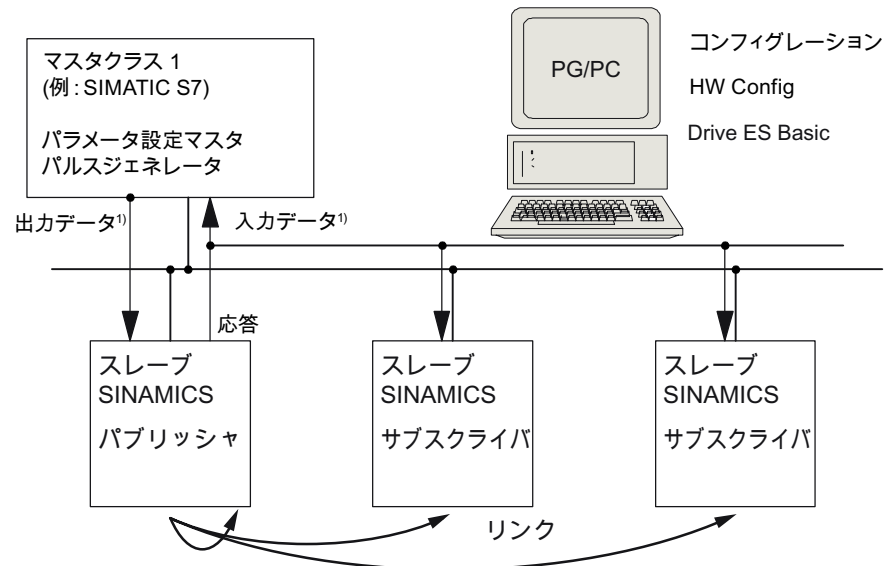 マスタクラス 1
(例 : SIMATIC S7)
パラメータ設定マスタ
パルスジェネレータ
PG/PC
コンフィグレーション
HW Config
Drive ES Basic
出力データ1)
入力データ1)
応答
スレーブ
SINAMICS
パブリッシャ
スレーブ
SINAMICS
サブスクライバ
スレーブ
SINAMICS
サブスクライバ
リンク